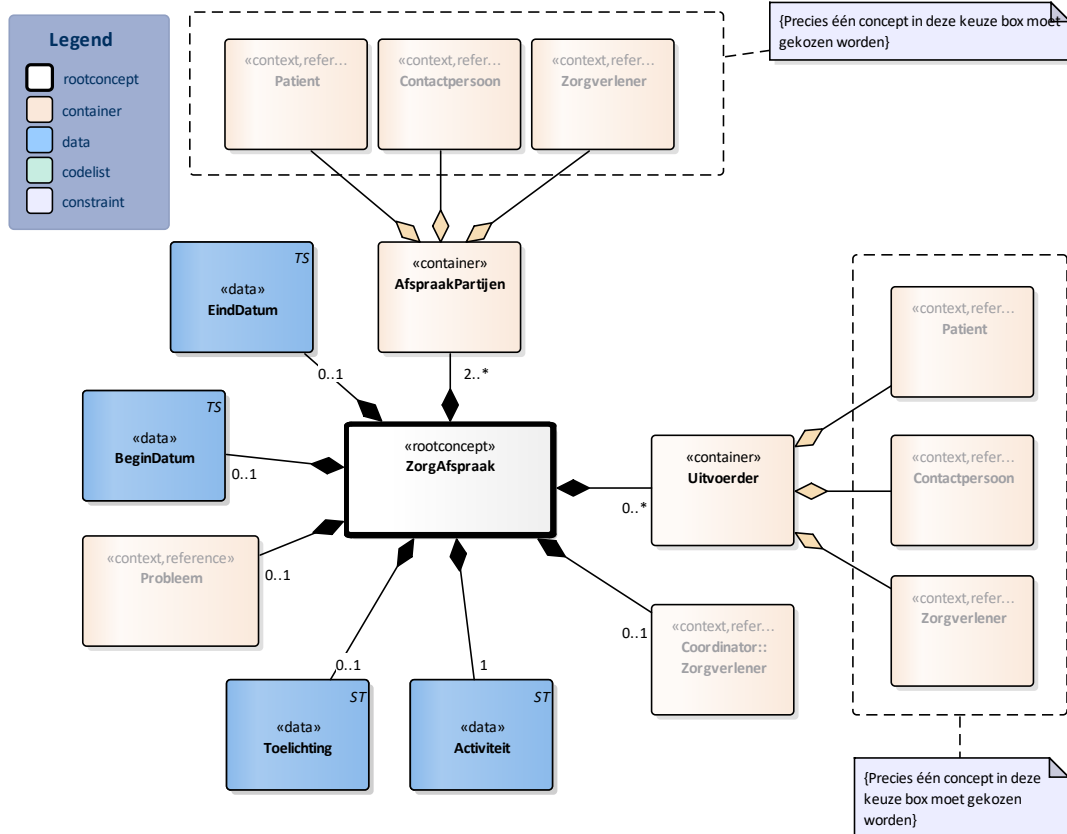 Legend
rootconcept
container
data
codelist
constraint
{Precies één concept in deze keuze box moet
gekozen worden}
«context,refer...
Patient
«context,refer...
Contactpersoon
«context,refer...
Zorgverlener
TS
«data»
EindDatum
0..1
«container»
AfspraakPartijen
2..*
TS
«data»
BeginDatum
0..1
«rootconcept»
ZorgAfspraak
«container»
Uitvoerder
0..*
«context,refer...
Patient
«context,refer...
Contactpersoon
«context,refer...
Zorgverlener
«context,reference»
Probleem
0..1
0..1
ST
«data»
Toelichting
1
ST
«data»
Activiteit
0..1
«context,refer...
Coordinator::
Zorgverlener
{Precies één concept in deze
keuze box moet gekozen
worden}